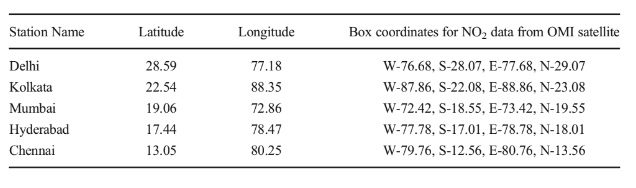 Station Name Latitude Longitude Box coordinates for NO₂ data from OMI satellite
Delhi 28.59 77.18 W-76.68, S-28.07, E-77.68, N-29.07
Kolkata 22.54 88.35 W-87.86, S-22.08, E-88.86, N-23.08
Mumbai 19.06 72.86 W-72.42, S-18.55, E-73.42, N-19.55
Hyderabad 17.44 78.47 W-77.78, S-17.01, E-78.78, N-18.01
Chennai 13.05 80.25 W-79.76, S-12.56, E-80.76, N-13.56